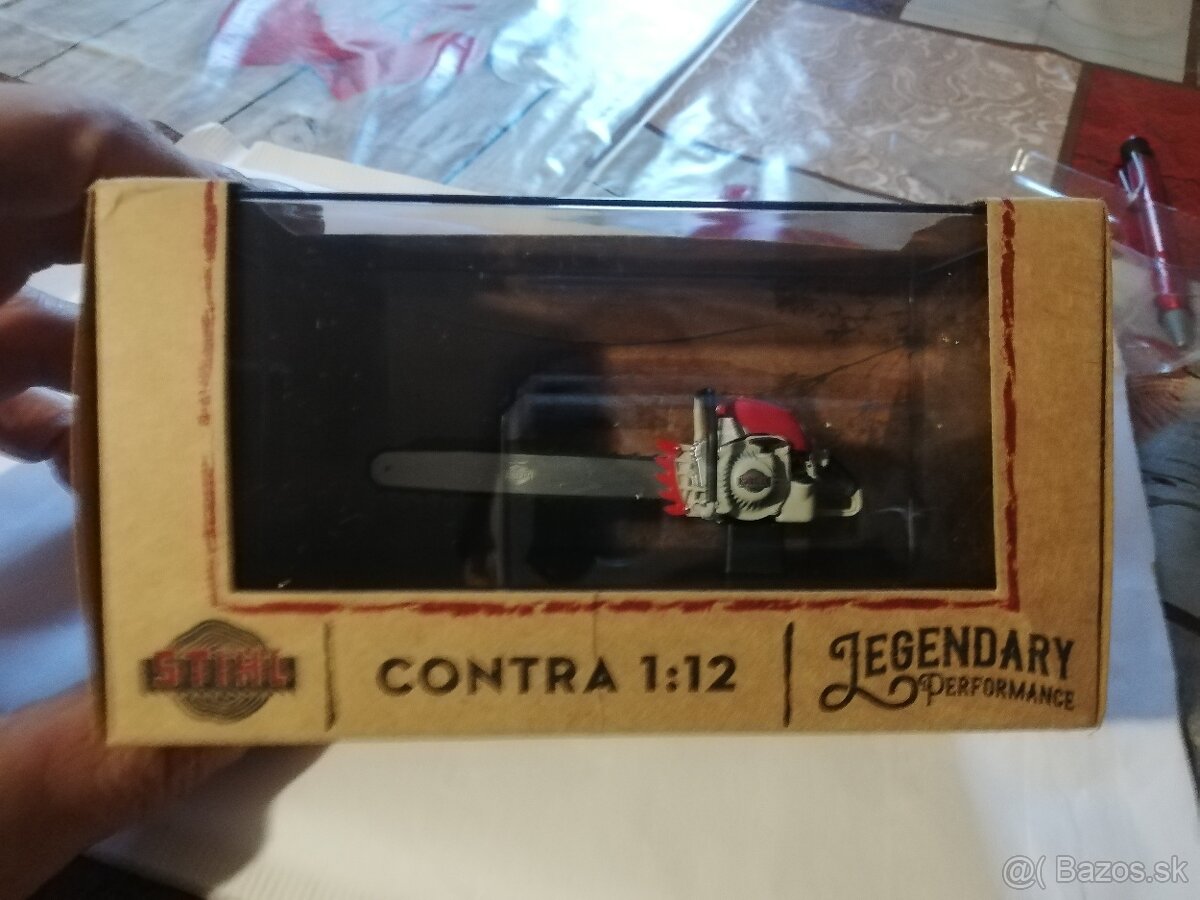 STIHL
CONTRA 1:12
LEGENDARY
PERFORMANCE
@( Bazos.sk